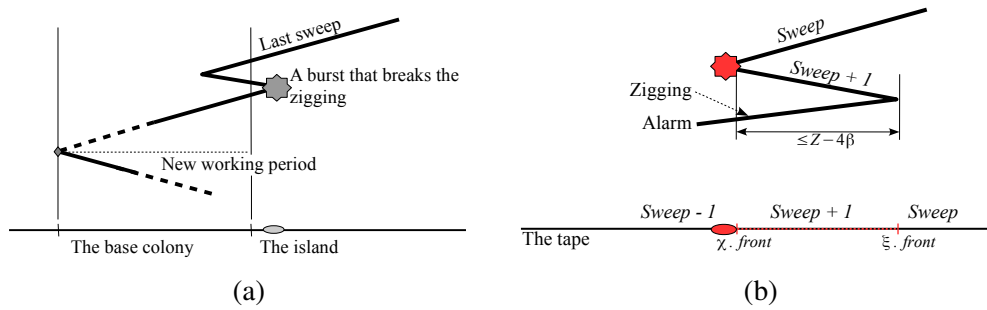 Last sweep
A burst that breaks the
zigging
New working period
The base colony
The island
(a)
Sweep
Sweep + 1
Zigging
Alarm
≤Z−4β
Sweep - 1
Sweep + 1
Sweep
The tape
χ. front
ξ. front
(b)